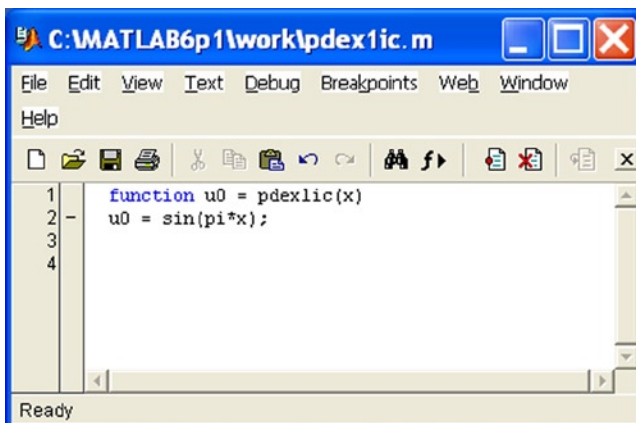 C:\MATLAB6p1\work\pdex1ic.m
File Edit View Text Debug Breakpoints Web Window
Help
1 function u0 = pdex1ic(x)
2 - u0 = sin(pi*x);
3
4
Ready